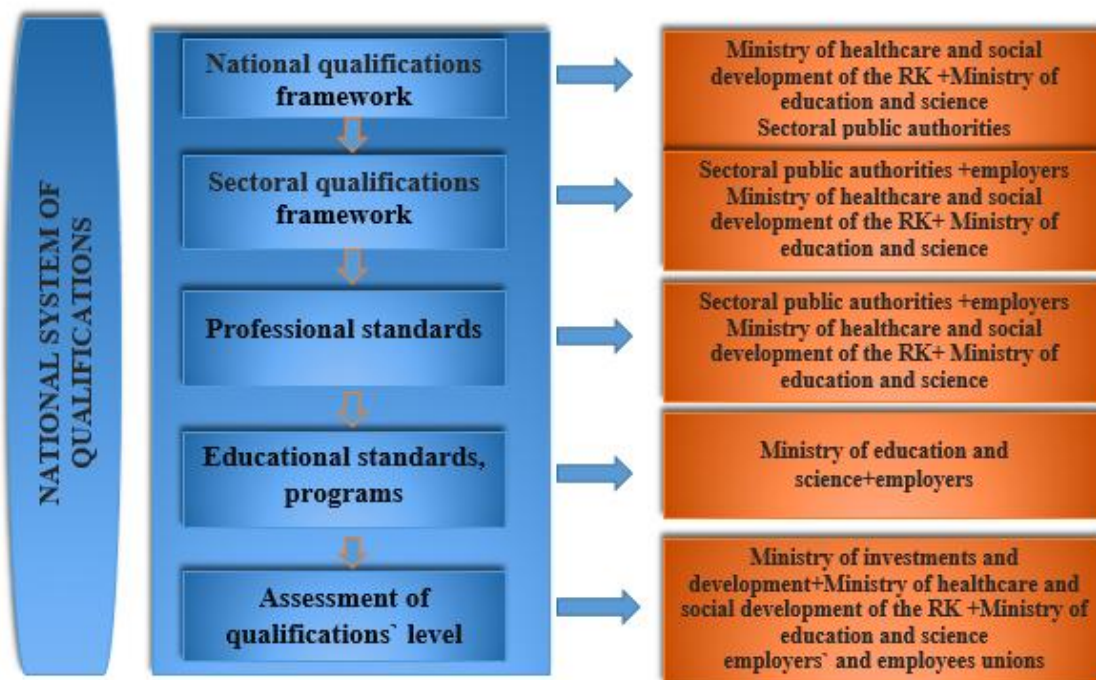 NATIONAL SYSTEM OF
QUALIFICATIONS
National qualifications
framework
Ministry of healthcare and social
development of the RK +Ministry of
education and science
Sectoral public authorities
Sectoral qualifications
framework
Sectoral public authorities +employers
Ministry of healthcare and social
development of the RK+ Ministry of
education and science
Professional standards
Sectoral public authorities +employers
Ministry of healthcare and social
development of the RK+ Ministry of
education and science
Educational standards,
programs
Ministry of education and
science+employers
Assessment of
qualifications` level
Ministry of investments and
development+Ministry of healthcare and
social development of the RK +Ministry of
education and science
employers` and employees unions